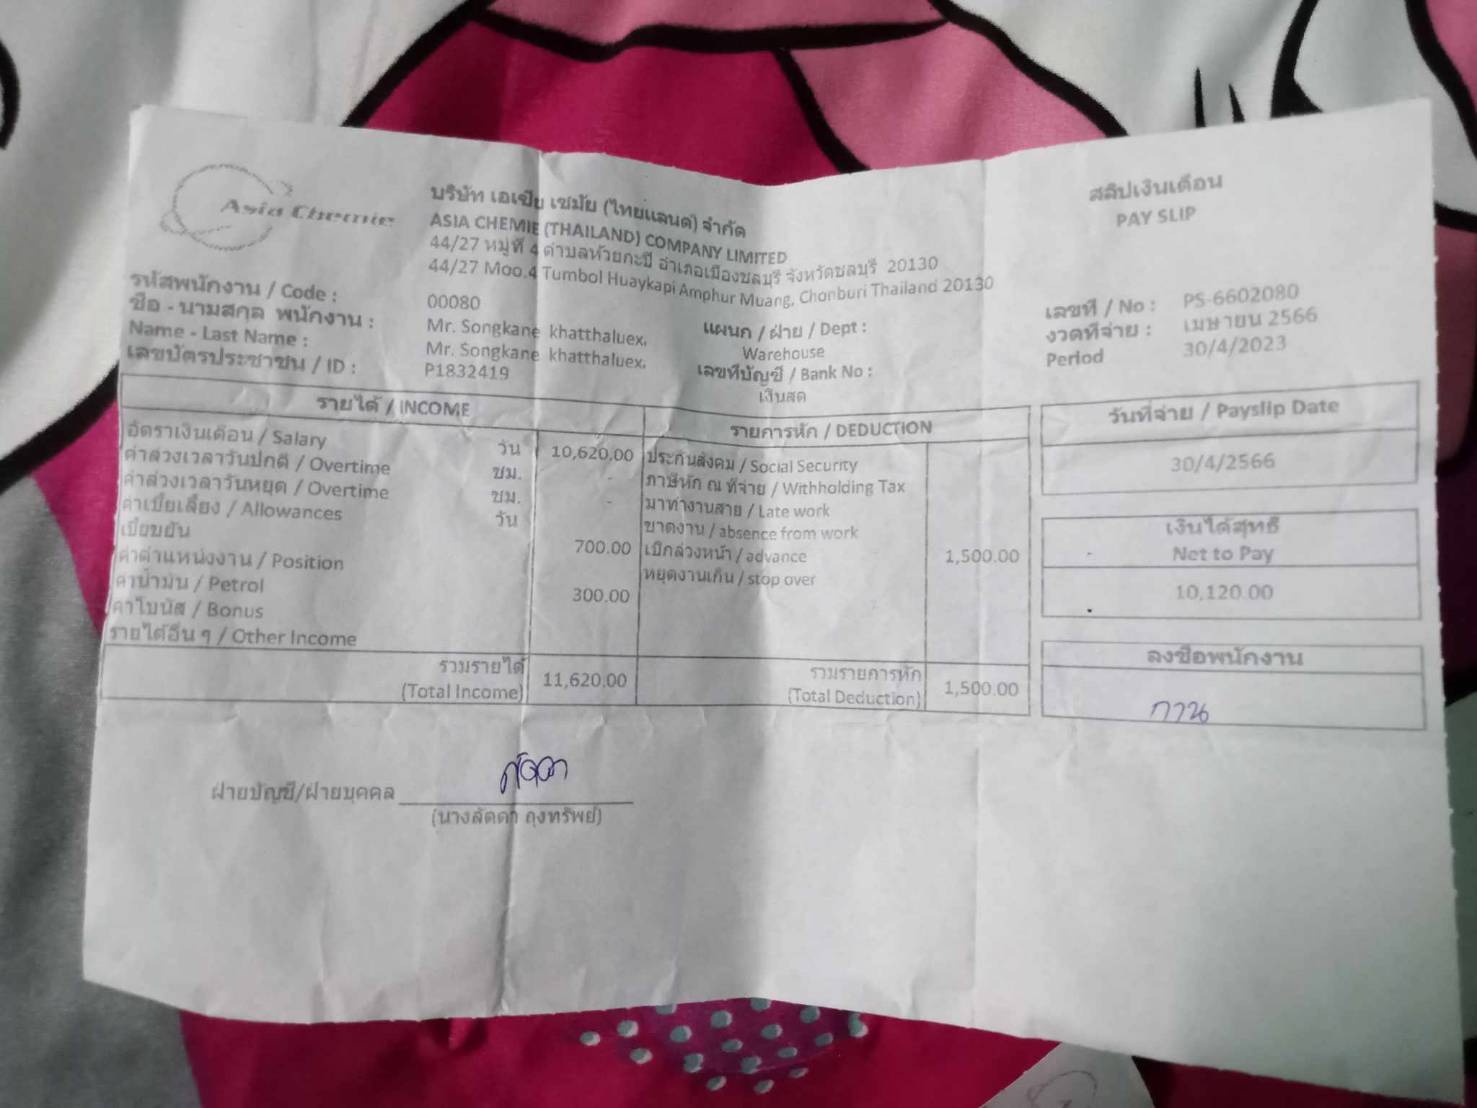 Asia Chemie
บริษัท เอเชีย เชมัย (ไทยแลนด์) จำกัด
ASIA CHEMIE (THAILAND) COMPANY LIMITED
44/27 หมู่ที่ 4 ตำบลห้วยกะปิ อำเภอเมืองชลบุรี จังหวัดชลบุรี 20130
44/27 Moo.4 Tumbol Huaykapi Amphur Muang, Chonburi Thailand 20130
สลิปเงินเดือน
PAY SLIP
รหัสพนักงาน / Code : 00080
ชื่อ - นามสกุล พนักงาน : Mr. Songkane khatthaluex,
Name - Last Name : Mr. Songkane khatthaluex,
เลขบัตรประชาชน / ID : P1832419
แผนก / ฝ่าย / Dept :
Warehouse
เลขที่บัญชี / Bank No :
เงินสด
เลขที่ / No : PS-6602080
งวดที่จ่าย : เมษายน 2566
Period 30/4/2023
รายได้ / INCOME
อัตราเงินเดือน / Salary วัน 10,620.00
ค่าล่วงเวลาวันปกติ / Overtime ชม. -
ค่าล่วงเวลาวันหยุด / Overtime ชม. -
ค่าเบี้ยเลี้ยง / Allowances วัน
เบี้ยขยัน 700.00
ค่าตำแหน่งงาน / Position
ค่าน้ำมัน / Petrol 300.00
ค่าโบนัส / Bonus
รายได้อื่น ๆ / Other Income
รวมรายได้
(Total Income) 11,620.00
รายการหัก / DEDUCTION
ประกันสังคม / Social Security
ภาษีหัก ณ ที่จ่าย / Withholding Tax
มาทำงานสาย / Late work
ขาดงาน / absence from work
เบิกล่วงหน้า / advance 1,500.00
หยุดงานเกิน / stop over
รวมรายการหัก
(Total Deduction) 1,500.00
วันที่จ่าย / Payslip Date
30/4/2566
เงินได้สุทธิ
Net to Pay
10,120.00
ลงชื่อพนักงาน
กาน
ลัดดา
ฝ่ายบัญชี/ฝ่ายบุคคล
(นางลัดดา ถุงทรัพย์)